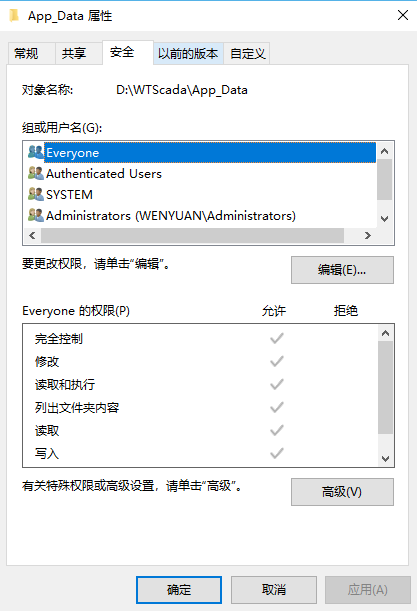 App_Data 属性
常规 共享 安全 以前的版本 自定义
对象名称: D:\WTScada\App_Data
组或用户名(G):
Everyone
Authenticated Users
SYSTEM
Administrators (WENYUAN\Administrators)
要更改权限，请单击“编辑”。
编辑(E)...
Everyone 的权限(P) 允许 拒绝
完全控制
修改
读取和执行
列出文件夹内容
读取
写入
有关特殊权限或高级设置，请单击“高级”。
高级(V)
确定 取消 应用(A)